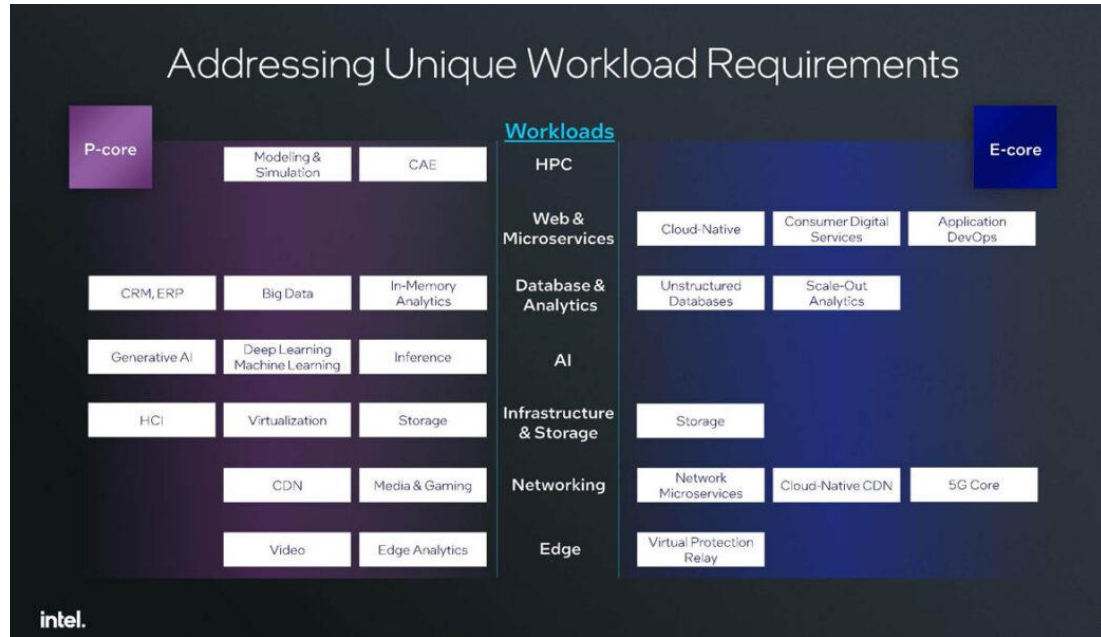 Addressing Unique Workload Requirements
P-core
Workloads
E-core
Modeling &
Simulation
CAE
HPC
Web &
Microservices
Cloud-Native
Consumer Digital
Services
Application
DevOps
CRM, ERP
Big Data
In-Memory
Analytics
Database &
Analytics
Unstructured
Databases
Scale-Out
Analytics
Generative AI
Deep Learning
Machine Learning
Inference
AI
HCI
Virtualization
Storage
Infrastructure
& Storage
Storage
CDN
Media & Gaming
Networking
Network
Microservices
Cloud-Native CDN
5G Core
Video
Edge Analytics
Edge
Virtual Protection
Relay
intel.